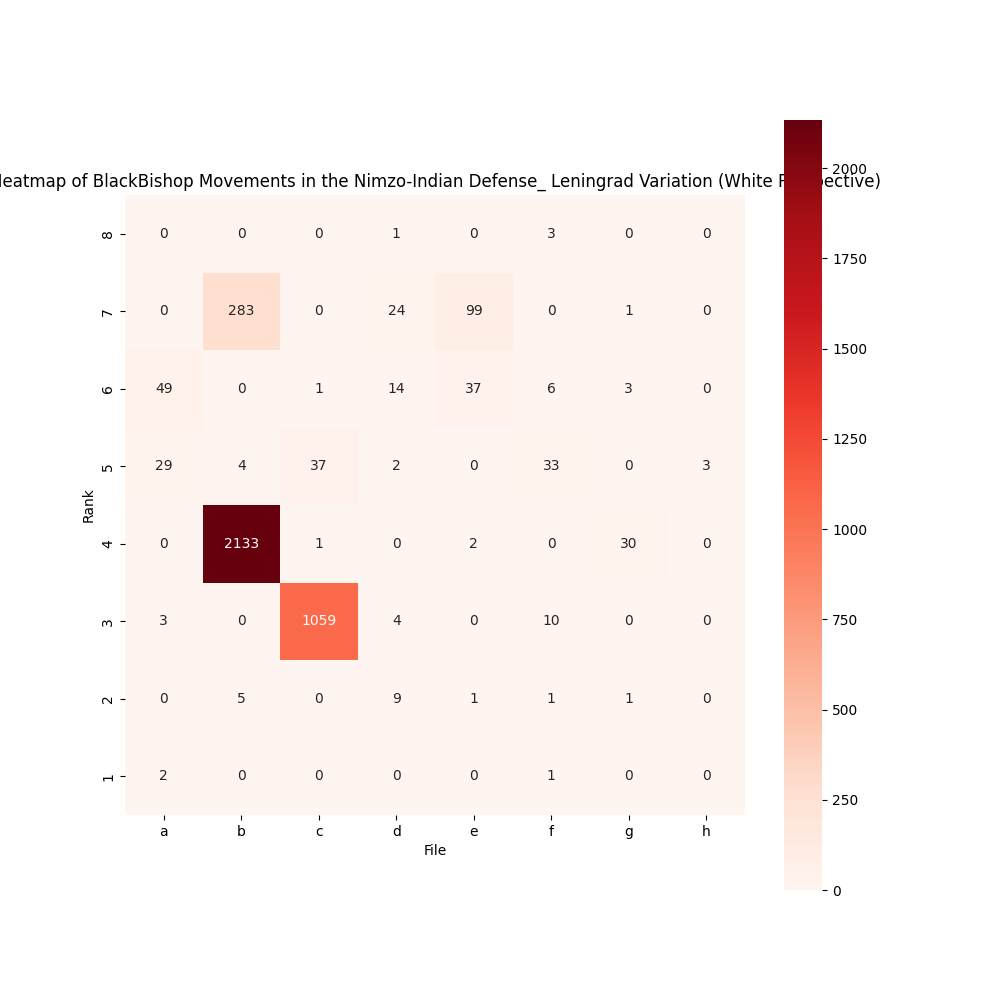 Heatmap of BlackBishop Movements in the Nimzo-Indian Defense_ Leningrad Variation (White Perspective)
8 0 0 0 1 0 3 0 0
7 0 283 0 24 99 0 1 0
6 49 0 1 14 37 6 3 0
5 29 4 37 2 0 33 0 3
4 0 2133 1 0 2 0 30 0
3 3 0 1059 4 0 10 0 0
2 0 5 0 9 1 1 1 0
1 2 0 0 0 0 1 0 0
a b c d e f g h
File
Rank
2000
1750
1500
1250
1000
750
500
250
0